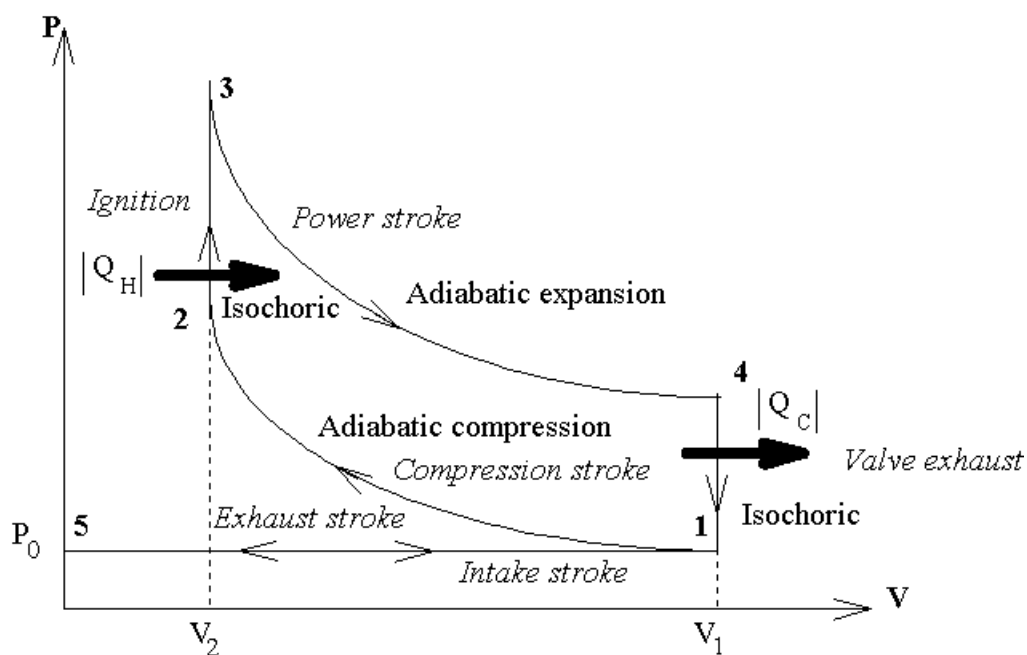 P
3
Ignition
Power stroke
|Q_H|
Adiabatic expansion
Isochoric
2
4
|Q_C|
Adiabatic compression
Valve exhaust
Compression stroke
Exhaust stroke
5
1
Isochoric
P_0
Intake stroke
V
V_2
V_1